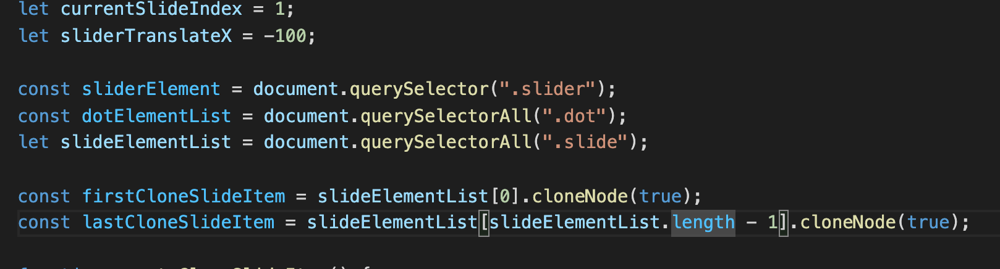 let currentSlideIndex = 1;
let sliderTranslateX = -100;
const sliderElement = document.querySelector(".slider");
const dotElementList = document.querySelectorAll(".dot");
let slideElementList = document.querySelectorAll(".slide");
const firstCloneSlideItem = slideElementList[0].cloneNode(true);
const lastCloneSlideItem = slideElementList[slideElementList.length - 1].cloneNode(true);